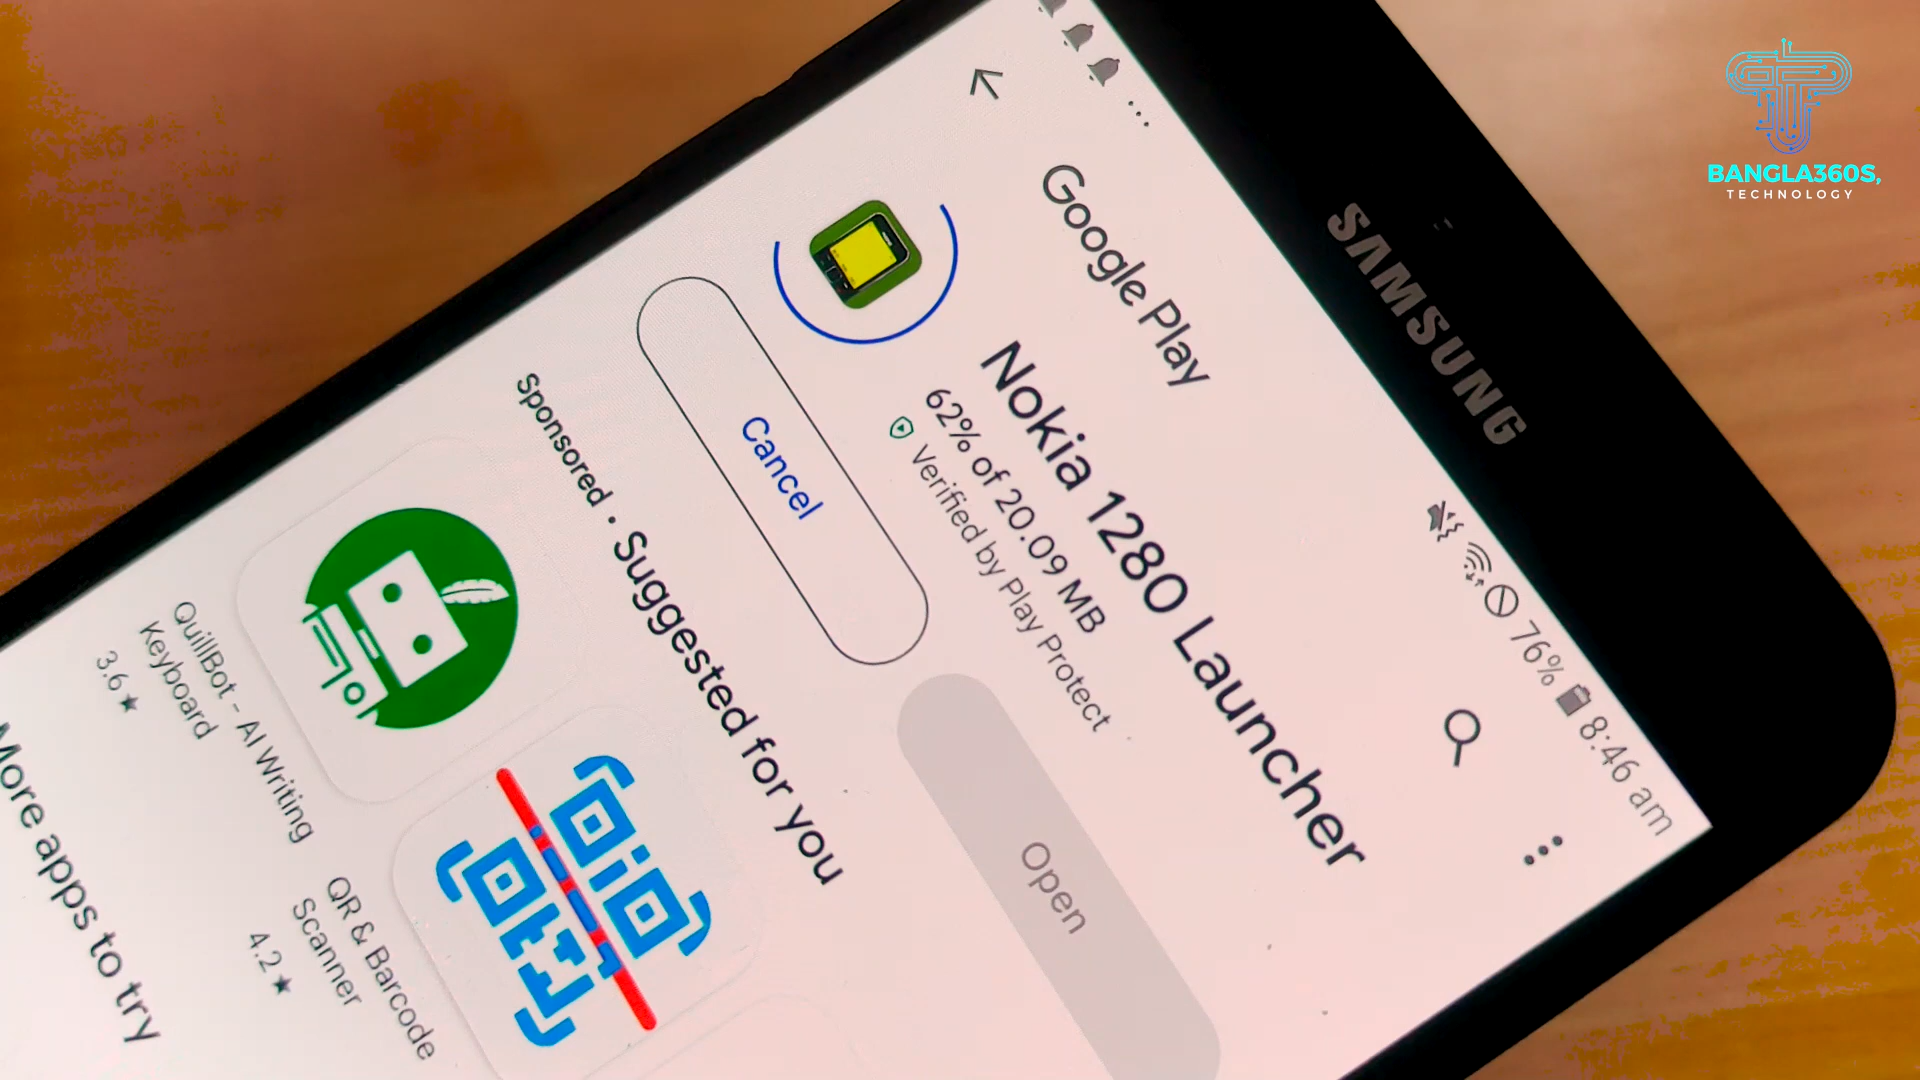 BANGLA360S,
TECHNOLOGY
SAMSUNG
76% 8:46 am
Google Play
Nokia 1280 Launcher
62% of 20.09 MB
Verified by Play Protect
Cancel
Open
Sponsored • Suggested for you
QuillBot - AI Writing
Keyboard
3.6 ★
QR & Barcode
Scanner
4.2 ★
More apps to try